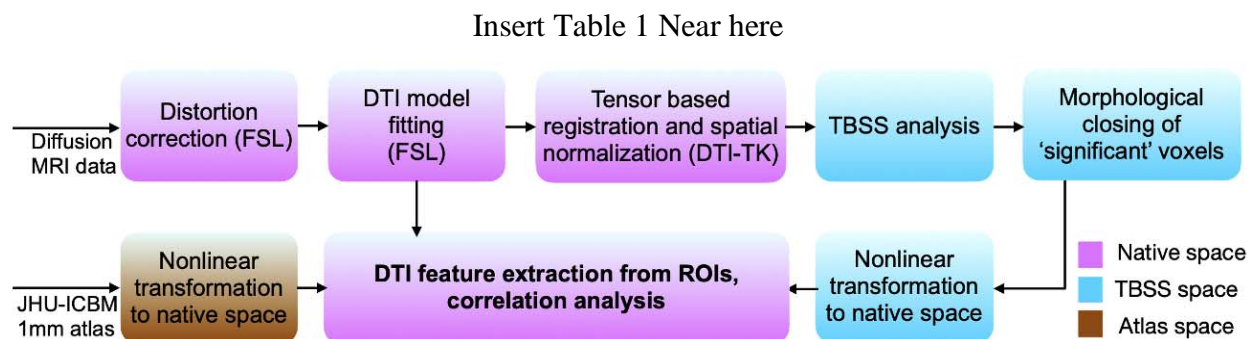 Insert Table 1 Near here
Diffusion
MRI data
Distortion
correction (FSL)
DTI model
fitting
(FSL)
Tensor based
registration and spatial
normalization (DTI-TK)
TBSS analysis
Morphological
closing of
‘significant’ voxels
JHU-ICBM
1mm atlas
Nonlinear
transformation
to native space
DTI feature extraction from ROIs,
correlation analysis
Nonlinear
transformation
to native space
Native space
TBSS space
Atlas space